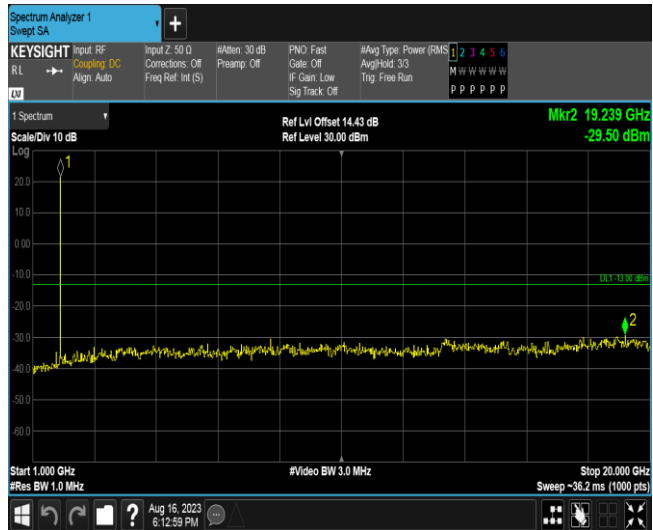 Spectrum Analyzer 1
Swept SA
+
KEYSIGHT
RL
LXI
Input: RF
Coupling: DC
Align: Auto
Input Z: 50 Ω
Corrections: Off
Freq Ref: Int (S)
#Atten: 30 dB
Preamp: Off
PNO: Fast
Gate: Off
IF Gain: Low
Sig Track: Off
#Avg Type: Power (RMS
Avg|Hold: 3/3
Trig: Free Run
1 2 3 4 5 6
M W W W W W
P P P P P P
1 Spectrum
Scale/Div 10 dB
Log
Ref Lvl Offset 14.43 dB
Ref Level 30.00 dBm
Mkr2 19.239 GHz
-29.50 dBm
1
20.0
10.0
0.00
-10.0
DL1 -13.00 dBm
-20.0
2
-30.0
-40.0
-50.0
-60.0
Start 1.000 GHz
#Res BW 1.0 MHz
#Video BW 3.0 MHz
Stop 20.000 GHz
Sweep ~36.2 ms (1000 pts)
?
Aug 16, 2023
6:12:59 PM